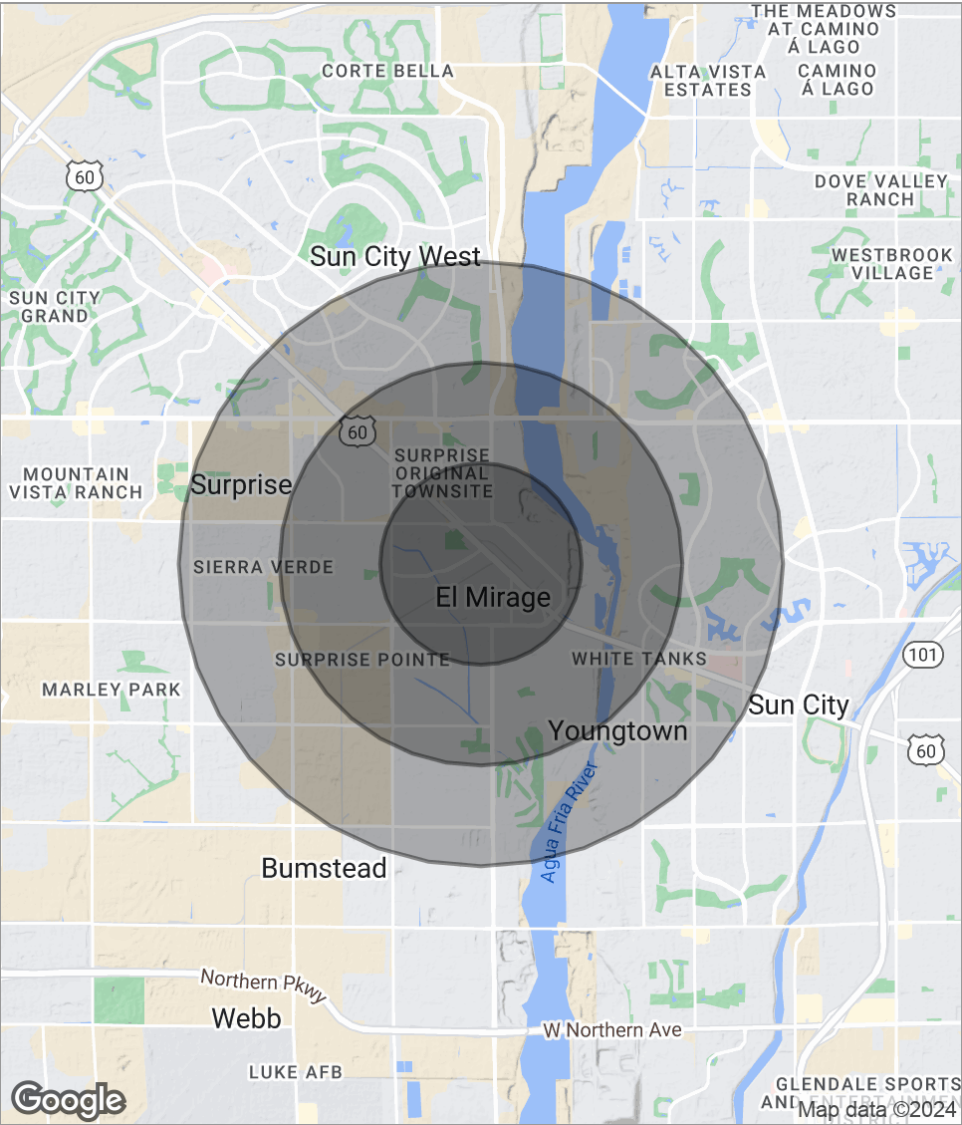 THE MEADOWS
AT CAMINO
Á LAGO
CORTE BELLA
ALTA VISTA
ESTATES
CAMINO
Á LAGO
60
DOVE VALLEY
RANCH
Sun City West
WESTBROOK
VILLAGE
SUN CITY
GRAND
60
SURPRISE
ORIGINAL
TOWNSITE
MOUNTAIN
VISTA RANCH
Surprise
SIERRA VERDE
El Mirage
SURPRISE POINTE
WHITE TANKS
101
MARLEY PARK
Sun City
Youngtown
60
Agua Fria River
Bumstead
Northern Pkwy
Webb
W Northern Ave
LUKE AFB
GLENDALE SPORTS
AND ENTERTAINMEN
DISTRICT
Google
Map data ©2024